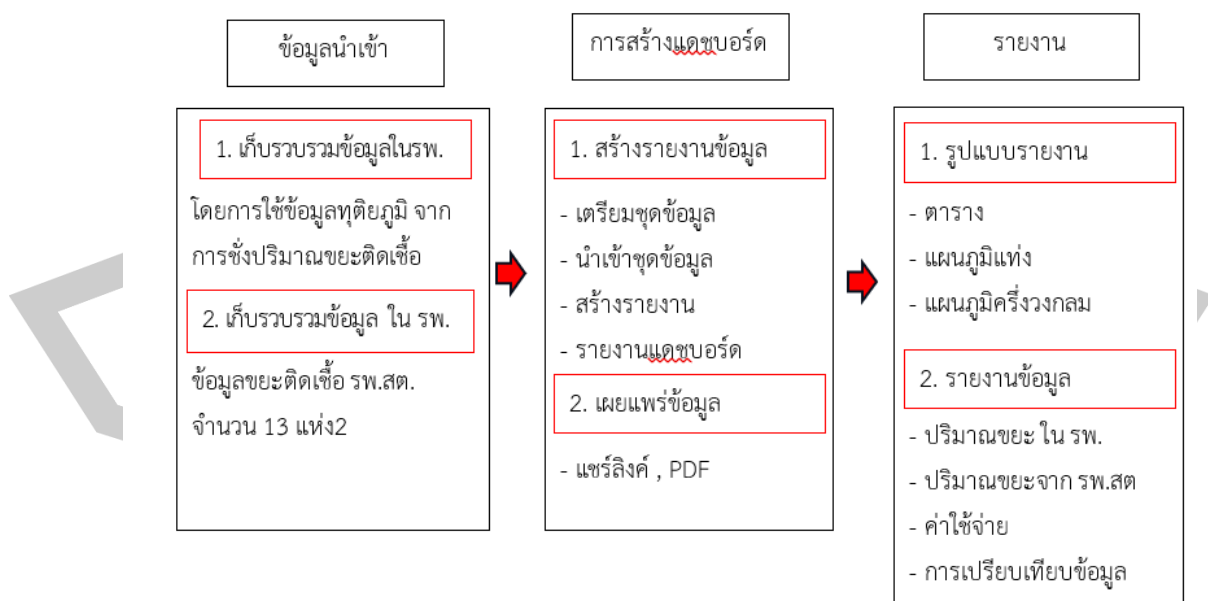 ข้อมูลนำเข้า
1. เก็บรวบรวมข้อมูลในรพ.
โดยการใช้ข้อมูลทุติยภูมิ จาก
การชั่งปริมาณขยะติดเชื้อ
2. เก็บรวบรวมข้อมูล ใน รพ.
ข้อมูลขยะติดเชื้อ รพ.สต.
จำนวน 13 แห่ง2
การสร้างแดชบอร์ด
1. สร้างรายงานข้อมูล
- เตรียมชุดข้อมูล
- นำเข้าชุดข้อมูล
- สร้างรายงาน
- รายงานแดชบอร์ด
2. เผยแพร่ข้อมูล
- แชร์ลิงค์ , PDF
รายงาน
1. รูปแบบรายงาน
- ตาราง
- แผนภูมิแท่ง
- แผนภูมิครึ่งวงกลม
2. รายงานข้อมูล
- ปริมาณขยะ ใน รพ.
- ปริมาณขยะจาก รพ.สต
- ค่าใช้จ่าย
- การเปรียบเทียบข้อมูล